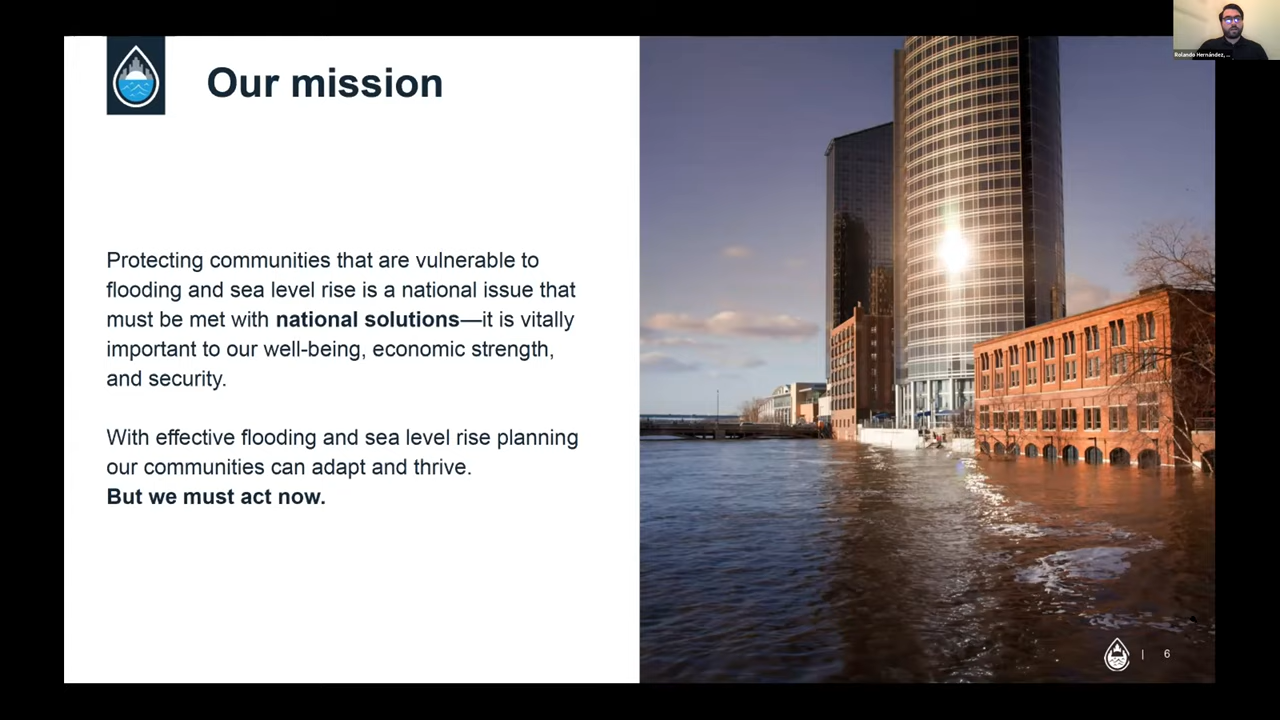 Rolando Hernández, ...
Our mission
Protecting communities that are vulnerable to
flooding and sea level rise is a national issue that
must be met with national solutions—it is vitally
important to our well-being, economic strength,
and security.
With effective flooding and sea level rise planning
our communities can adapt and thrive.
But we must act now.
| 6